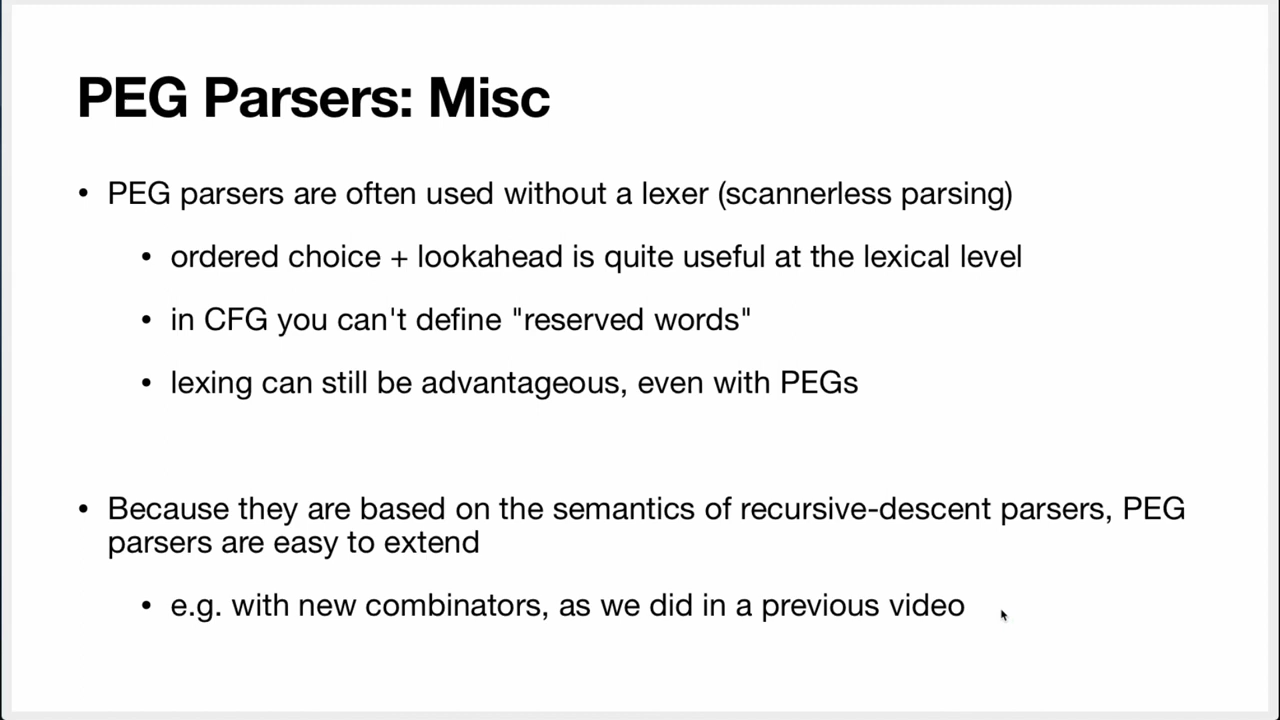 PEG Parsers: Misc
• PEG parsers are often used without a lexer (scannerless parsing)
• ordered choice + lookahead is quite useful at the lexical level
• in CFG you can't define "reserved words"
• lexing can still be advantageous, even with PEGs
• Because they are based on the semantics of recursive-descent parsers, PEG
parsers are easy to extend
• e.g. with new combinators, as we did in a previous video